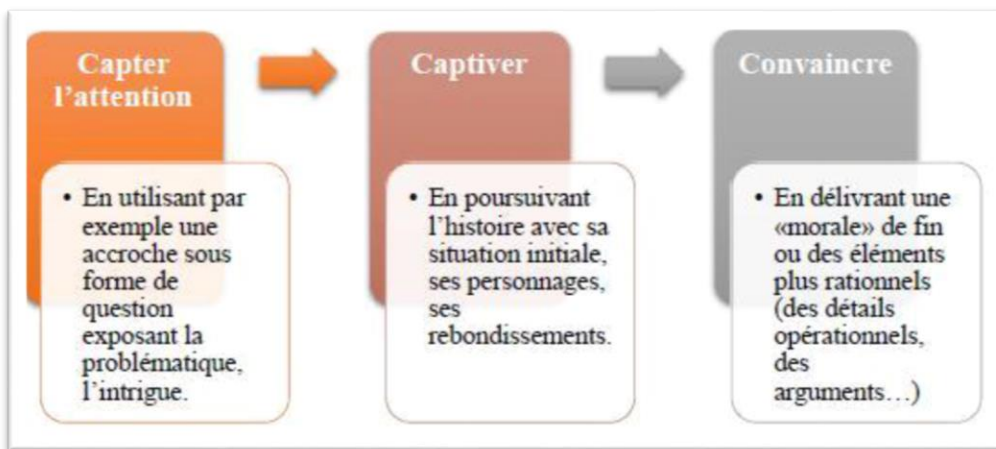 Capter
l'attention
• En utilisant par
exemple une
accroche sous
forme de
question
exposant la
problématique,
l'intrigue.
Captiver
• En poursuivant
l'histoire avec sa
situation initiale,
ses personnages,
ses
rebondissements.
Convaincre
• En délivrant une
«morale» de fin
ou des éléments
plus rationnels
(des détails
opérationnels,
des
arguments…)